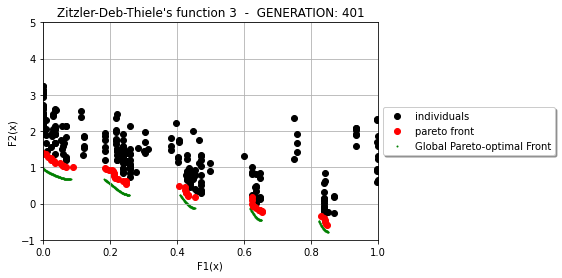 Zitzler-Deb-Thiele's function 3 - GENERATION: 401
5
4
3
2
1
0
−1
F2(x)
0.0 0.2 0.4 0.6 0.8 1.0
F1(x)
individuals
pareto front
Global Pareto-optimal Front